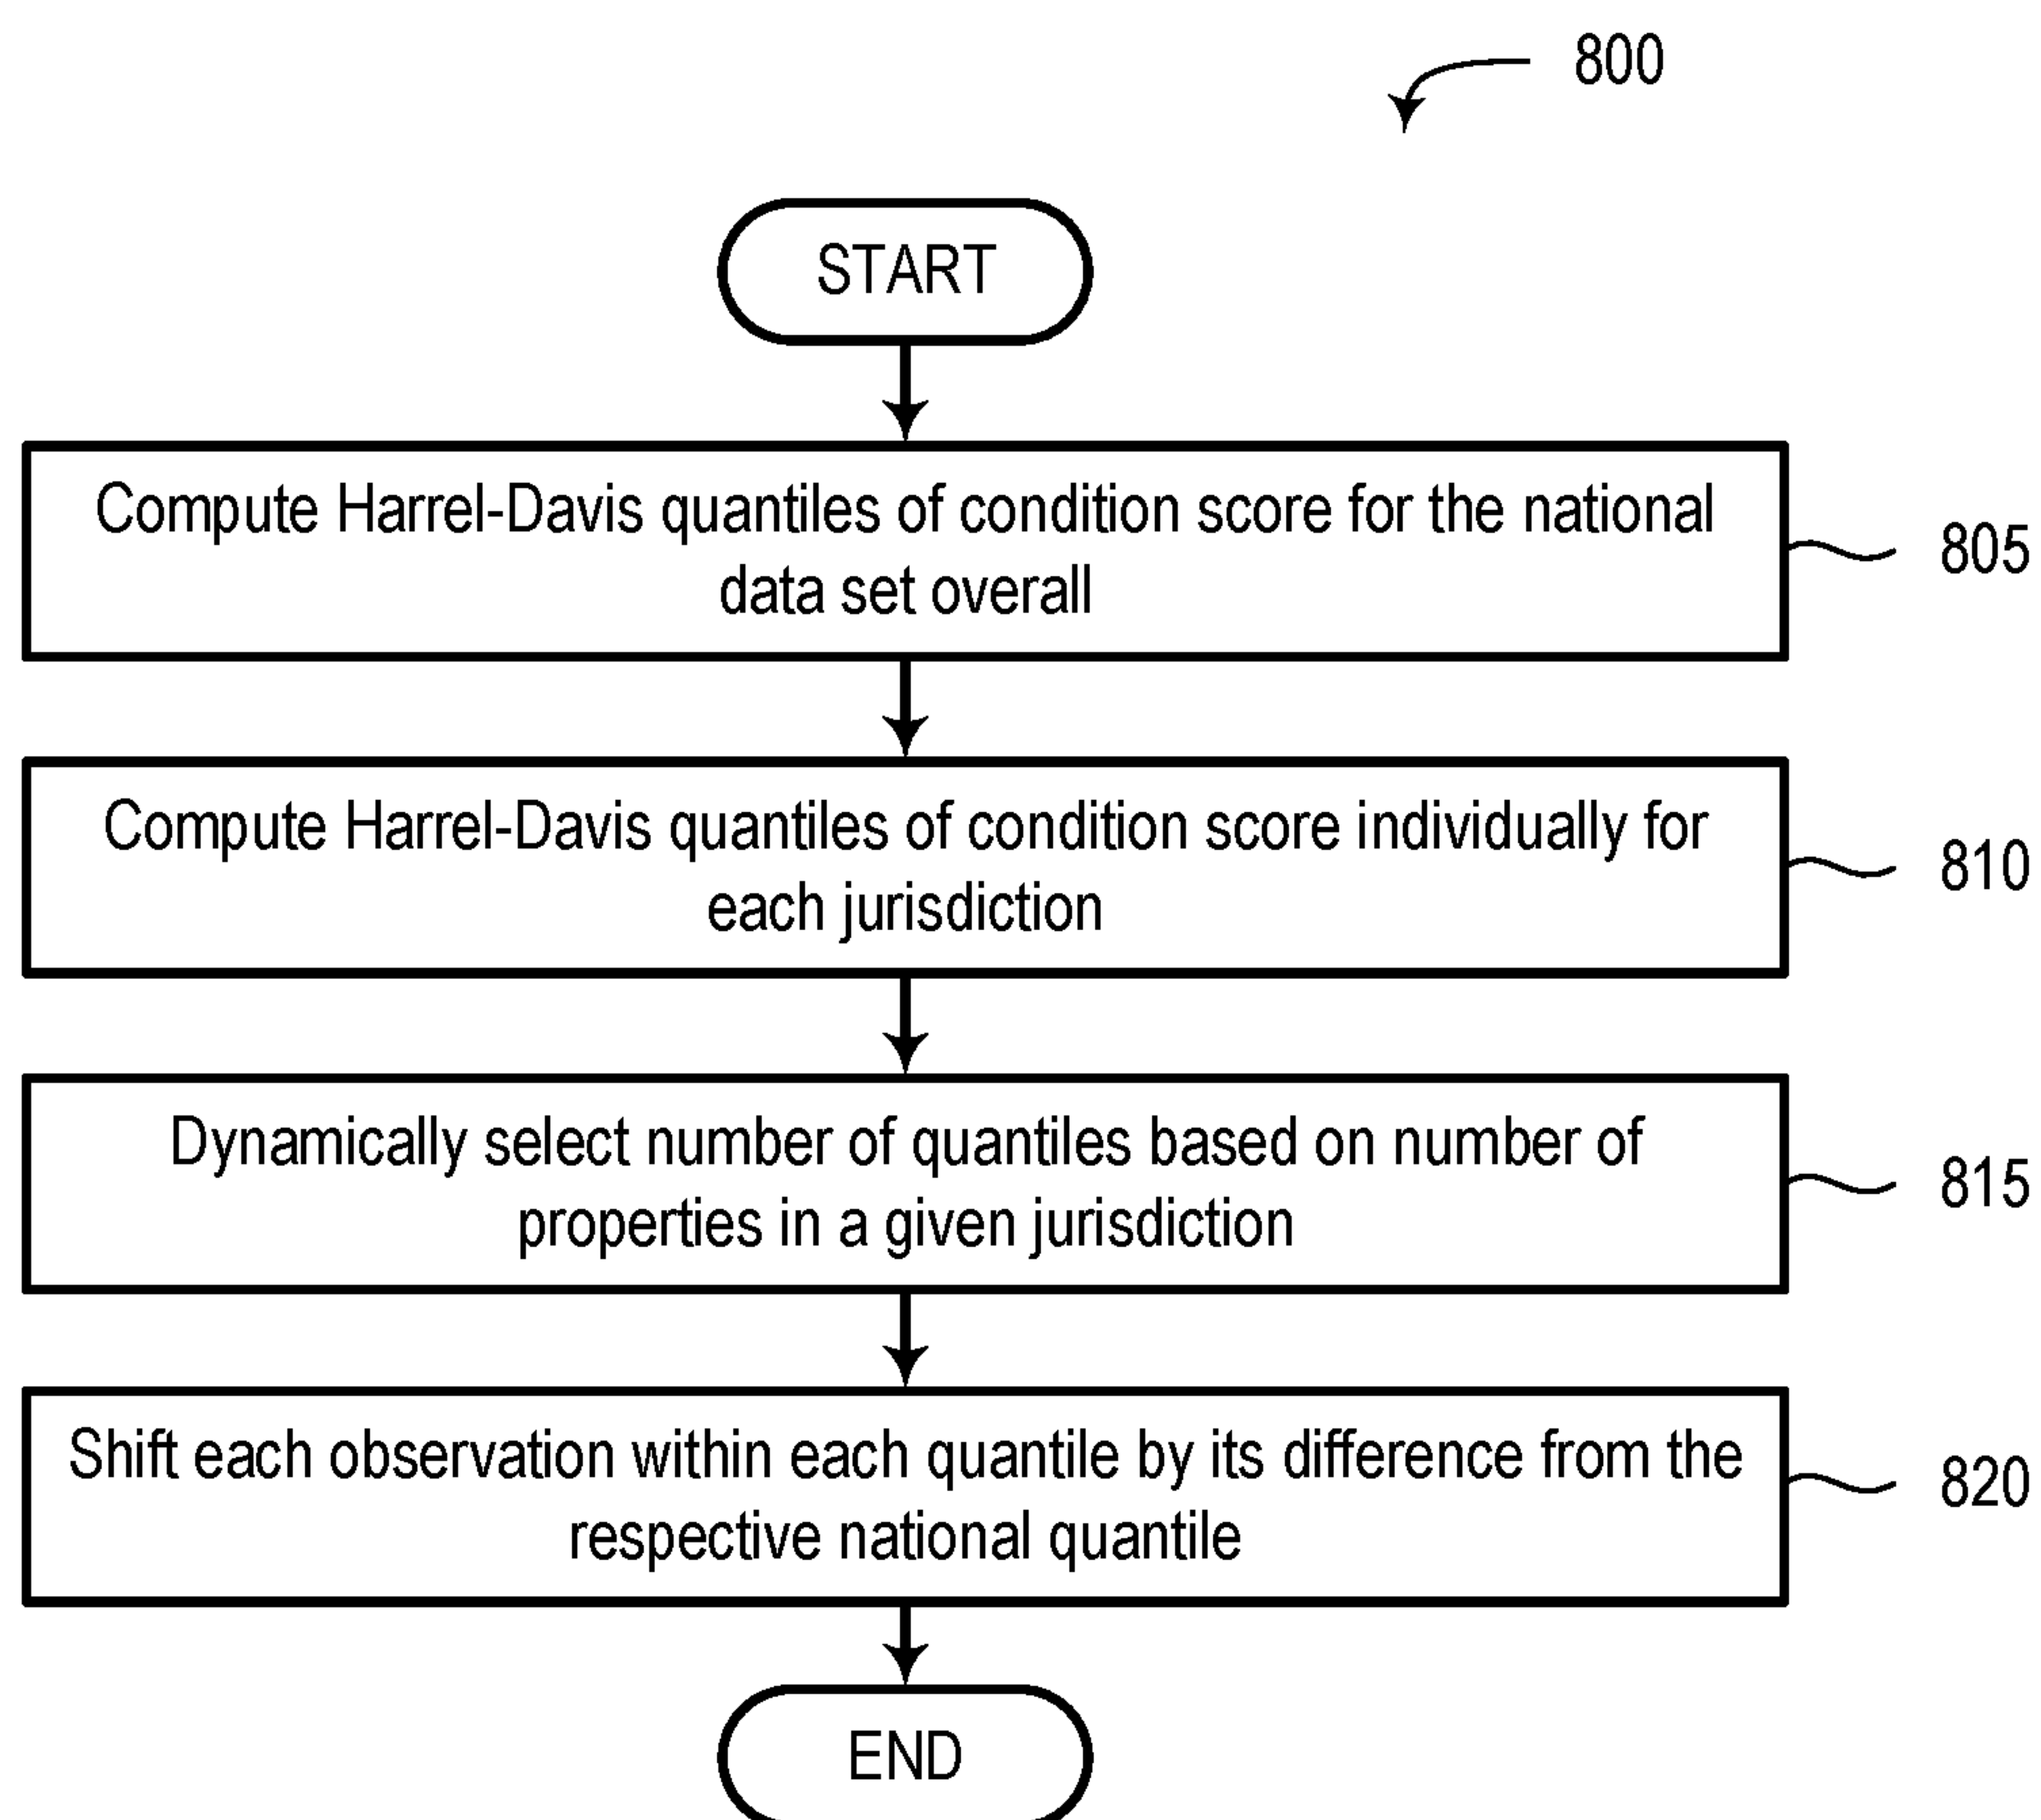 800
START
Compute Harrel-Davis quantiles of condition score for the national
data set overall
805
Compute Harrel-Davis quantiles of condition score individually for
each jurisdiction
810
Dynamically select number of quantiles based on number of
properties in a given jurisdiction
815
Shift each observation within each quantile by its difference from the
respective national quantile
820
END